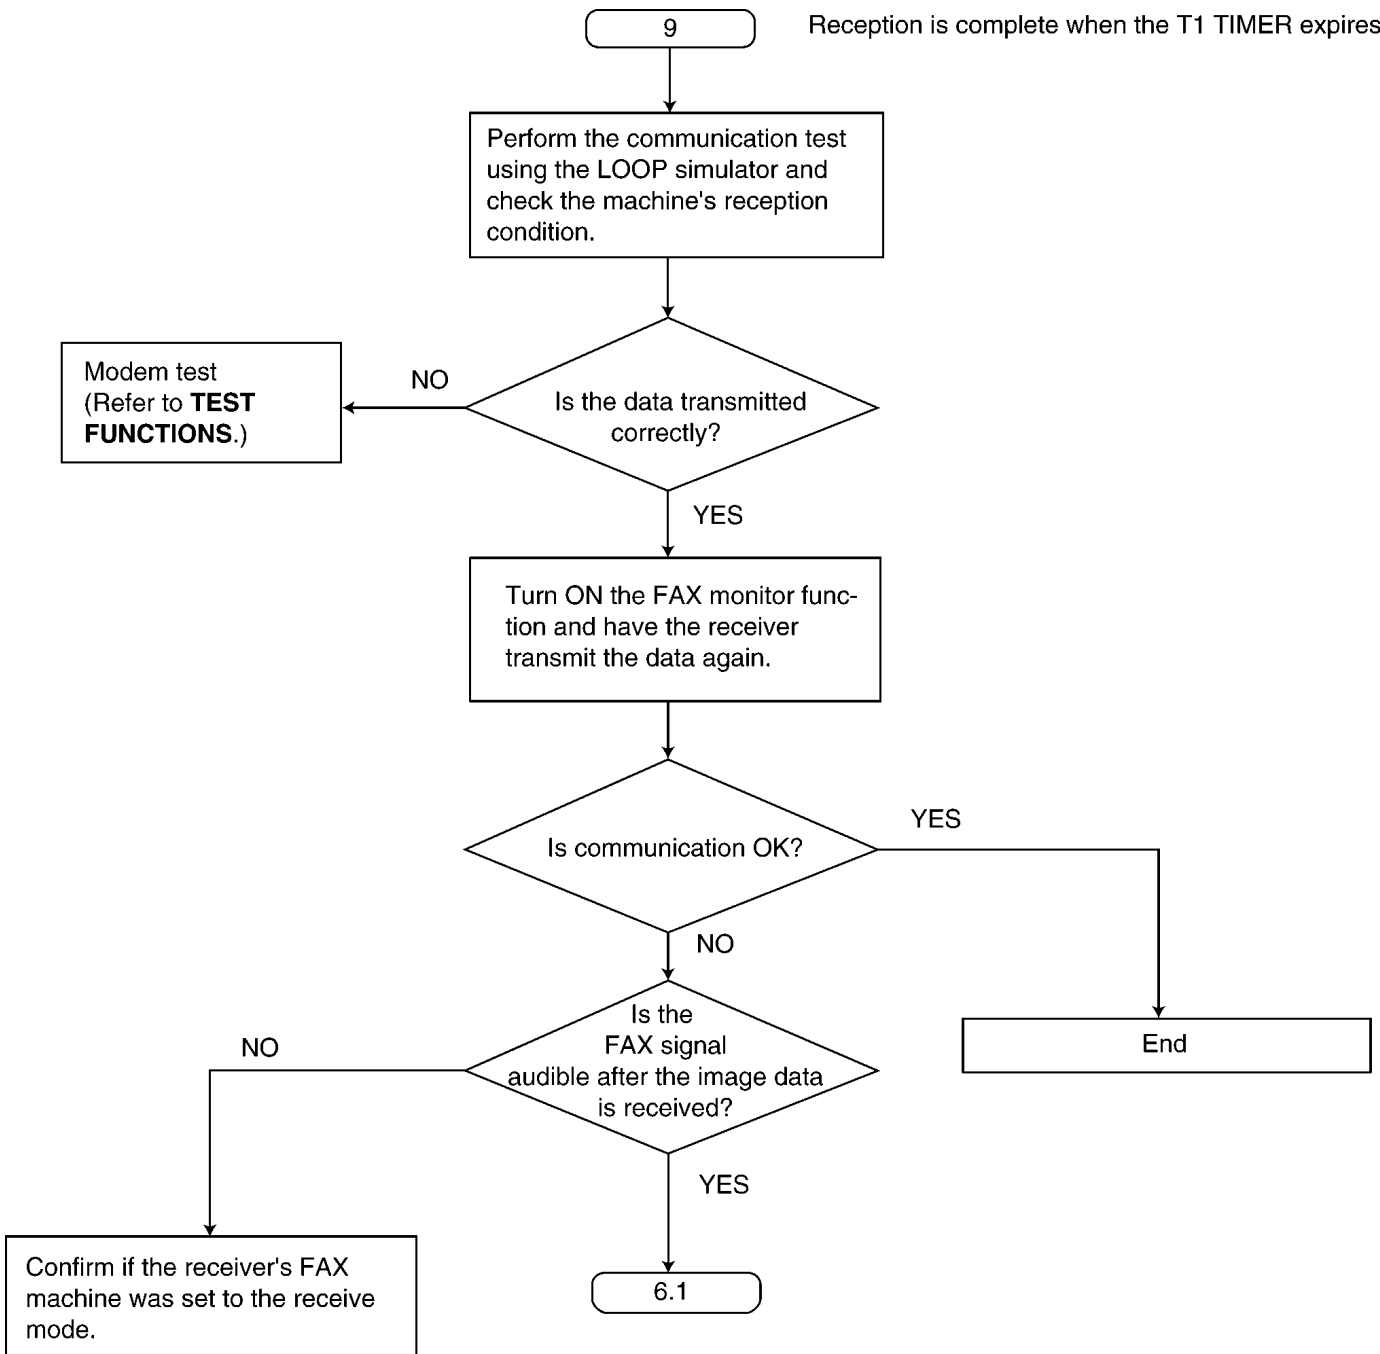 9
Reception is complete when the T1 TIMER expires
Perform the communication test
using the LOOP simulator and
check the machine's reception
condition.
Modem test
(Refer to TEST
FUNCTIONS.)
NO
Is the data transmitted
correctly?
YES
Turn ON the FAX monitor func-
tion and have the receiver
transmit the data again.
Is communication OK?
YES
NO
End
Is the
FAX signal
audible after the image data
is received?
NO
YES
Confirm if the receiver's FAX
machine was set to the receive
mode.
6.1